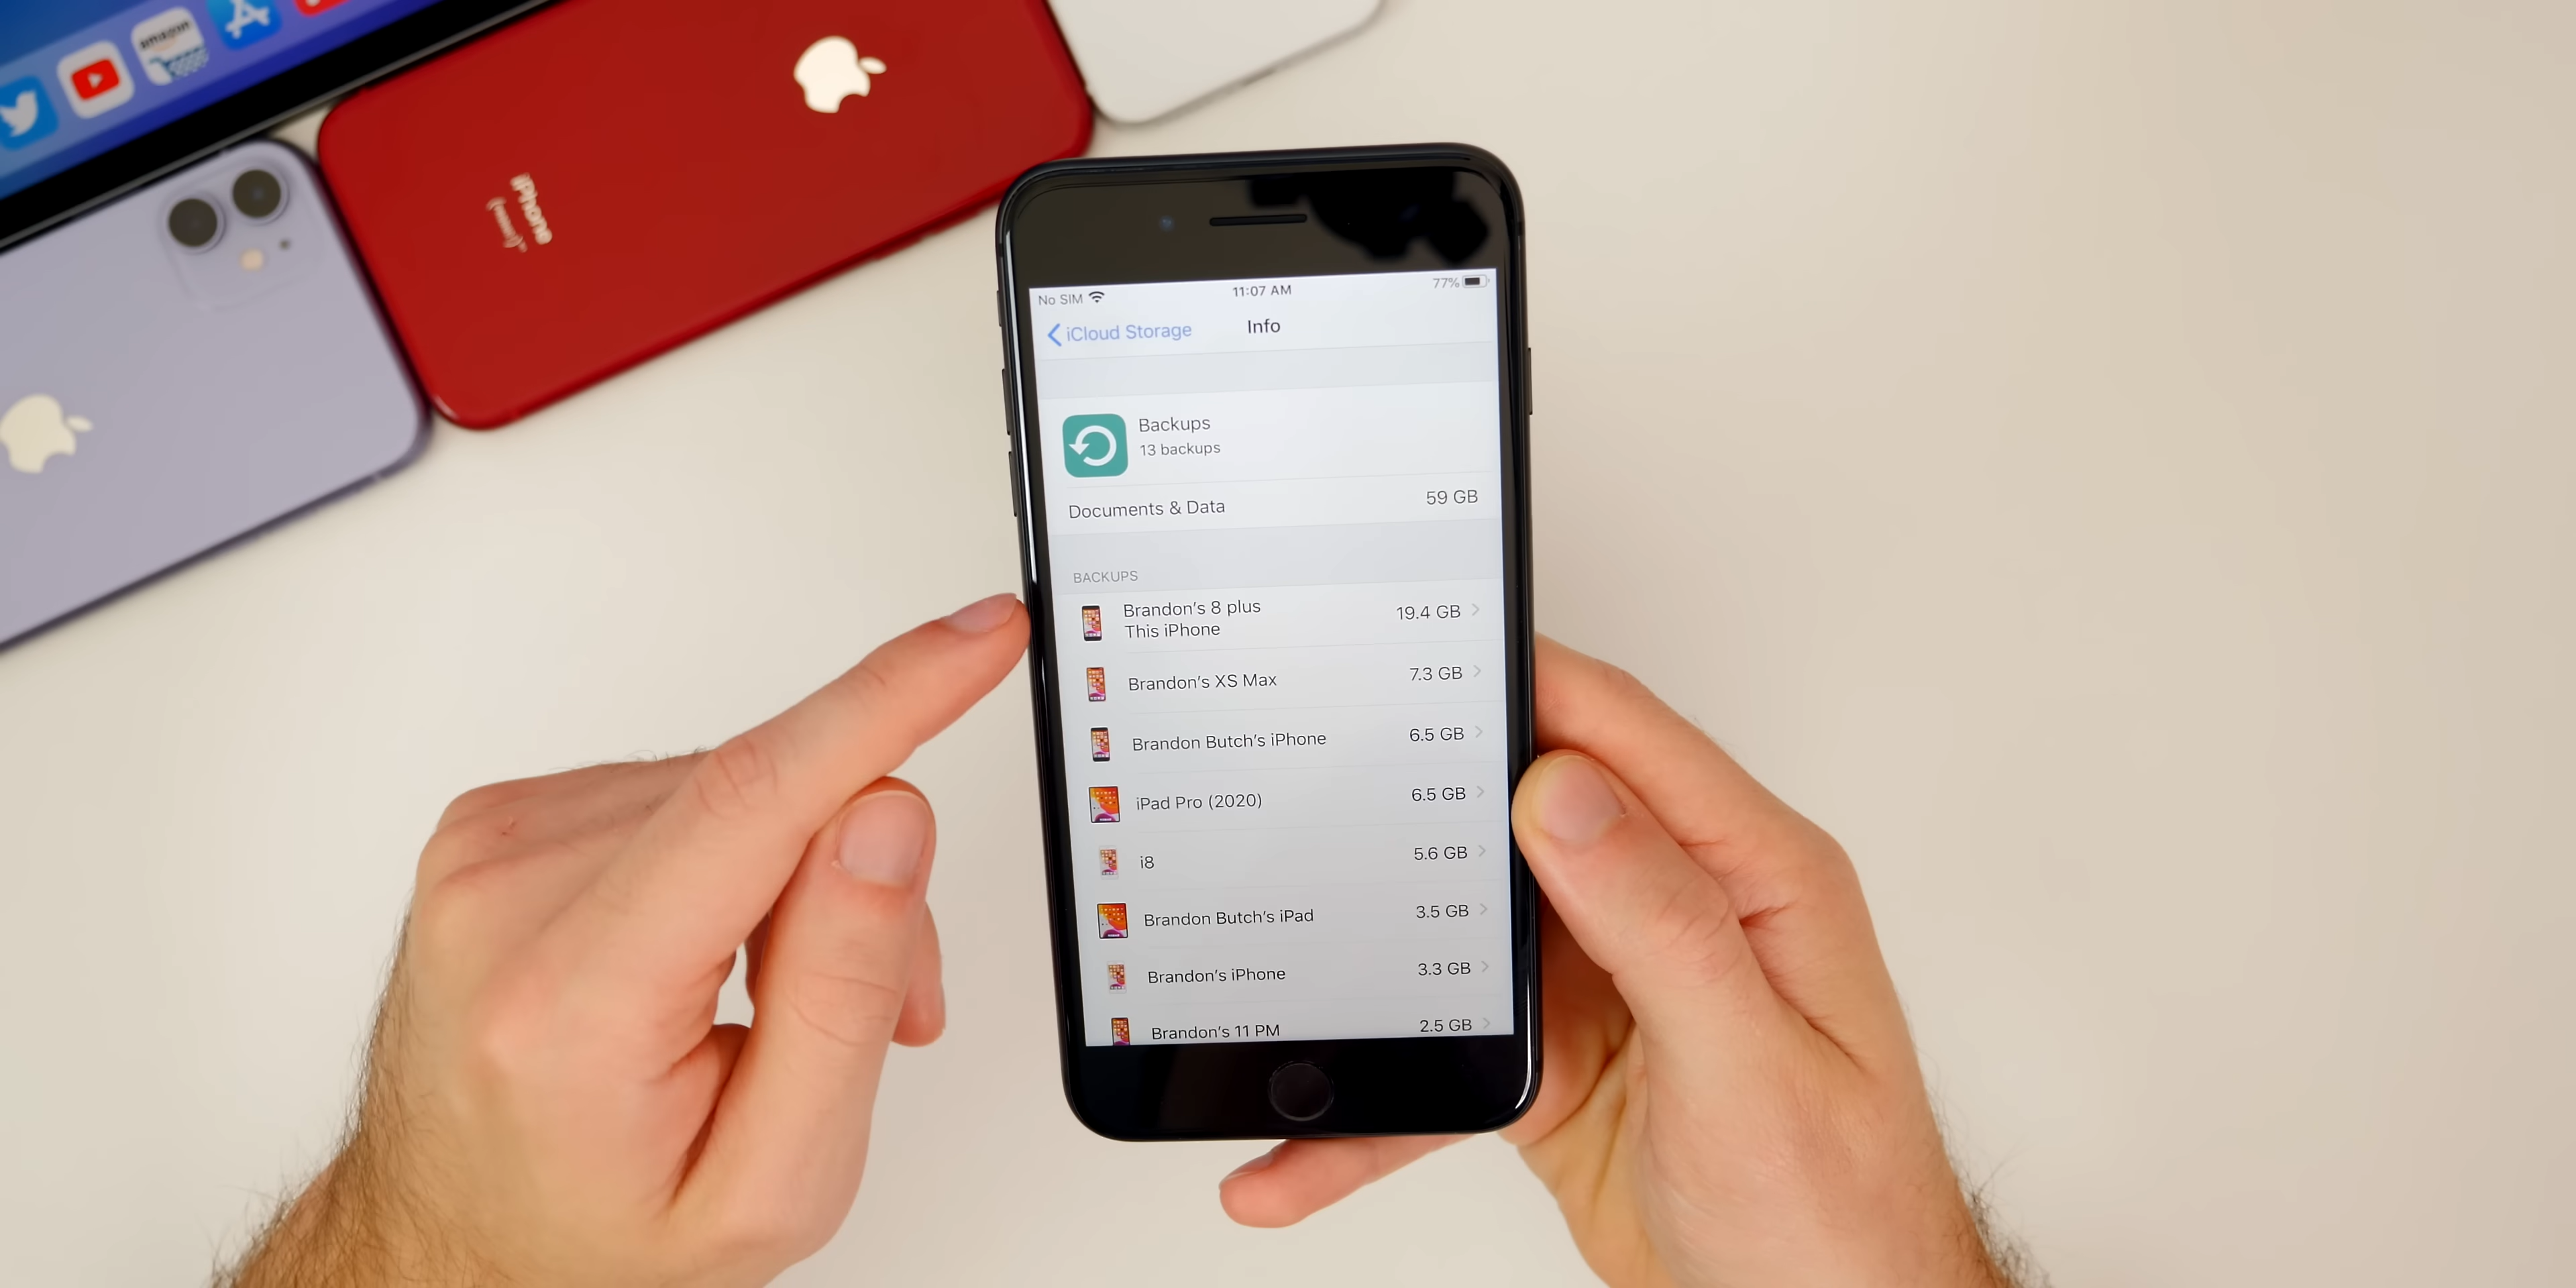 amazon
iPhone
No SIM
11:07 AM
77%
iCloud Storage
Info
Backups
13 backups
Documents & Data
59 GB
BACKUPS
Brandon’s 8 plus
This iPhone
19.4 GB
Brandon’s XS Max
7.3 GB
Brandon Butch’s iPhone
6.5 GB
iPad Pro (2020)
6.5 GB
i8
5.6 GB
Brandon Butch’s iPad
3.5 GB
Brandon’s iPhone
3.3 GB
Brandon’s 11 PM
2.5 GB